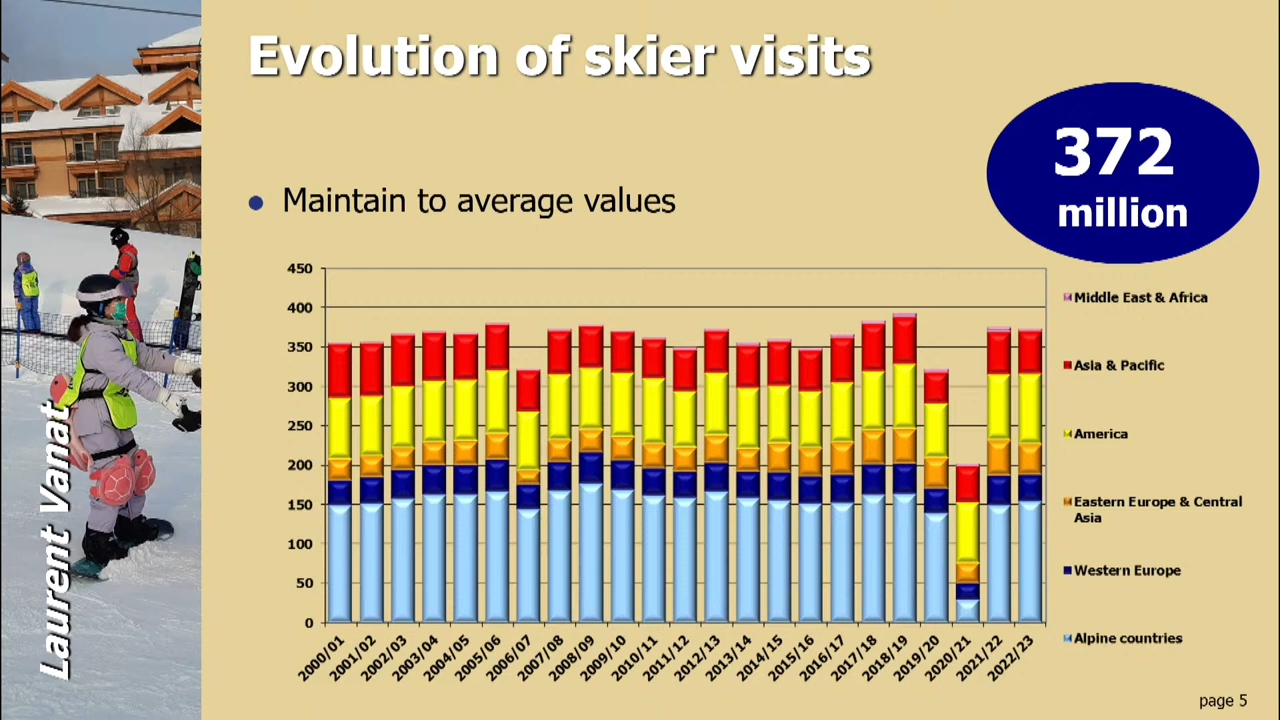 Evolution of skier visits
372
million
Maintain to average values
450
400
350
300
250
200
150
100
50
0
2000/01
2001/02
2002/03
2003/04
2004/05
2005/06
2006/07
2007/08
2008/09
2009/10
2010/11
2011/12
2012/13
2013/14
2014/15
2015/16
2016/17
2017/18
2018/19
2019/20
2020/21
2021/22
2022/23
Middle East & Africa
Asia & Pacific
America
Eastern Europe & Central
Asia
Western Europe
Alpine countries
Laurent Vanat
page 5